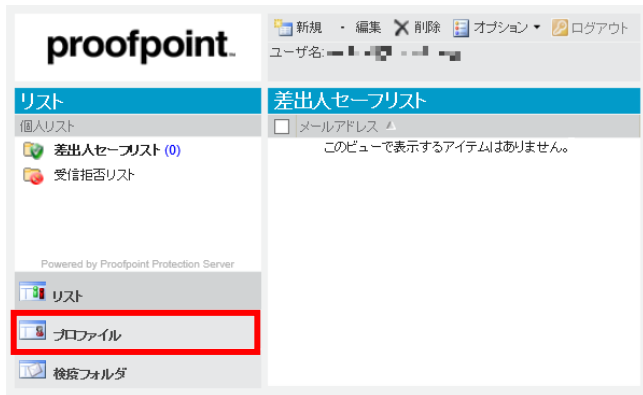 proofpoint™
新規 ・ 編集 削除 オプション ▼ ログアウト
ユーザ名:
リスト
個人リスト
差出人セーフリスト (0)
受信拒否リスト
Powered by Proofpoint Protection Server
リスト
プロファイル
検疫フォルダ
差出人セーフリスト
メールアドレス
このビューで表示するアイテムはありません。